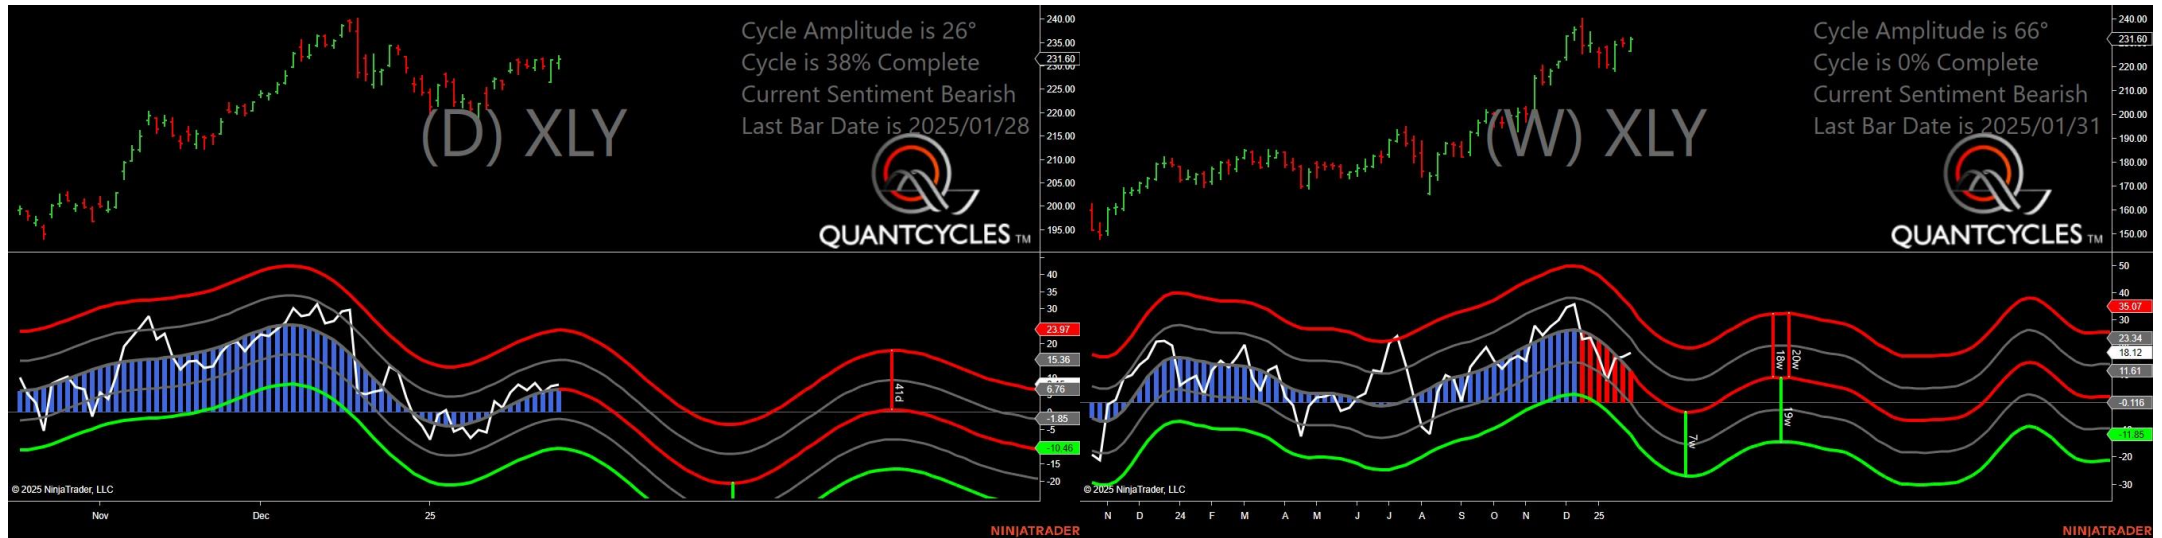 Cycle Amplitude is 26°
Cycle is 38% Complete
Current Sentiment Bearish
Last Bar Date is 2025/01/28
(D) XLY
QUANTCYCLES TM
240.00
235.00
231.60
230.00
225.00
220.00
215.00
210.00
205.00
200.00
195.00
40
35
30
23.97
20
15.36
6.76
-1.85
-5
-10.46
-15
-20
41d
© 2025 NinjaTrader, LLC
Nov
Dec
25
NINJATRADER
Cycle Amplitude is 66°
Cycle is 0% Complete
Current Sentiment Bearish
Last Bar Date is 2025/01/31
(W) XLY
QUANTCYCLES TM
240.00
231.60
220.00
210.00
200.00
190.00
180.00
170.00
160.00
150.00
50
40
35.07
30
23.34
18.12
11.61
-0.116
-11.85
-20
-30
7w
18w
20w
19w
© 2025 NinjaTrader, LLC
N D 24 F M A M J J A S O N D 25
NINJATRADER